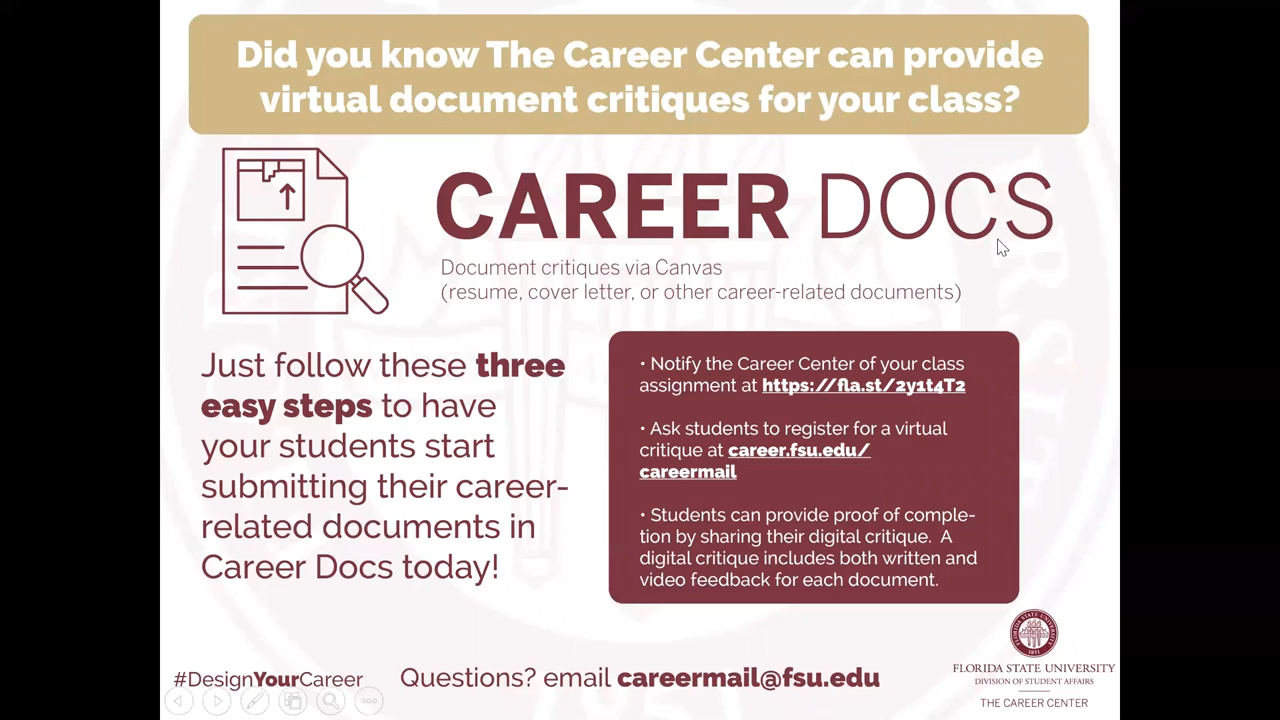 Did you know The Career Center can provide
virtual document critiques for your class?
CAREER DOCS
Document critiques via Canvas
(resume, cover letter, or other career-related documents)
Just follow these three
easy steps to have
your students start
submitting their career-
related documents in
Career Docs today!
• Notify the Career Center of your class
assignment at https://fla.st/2y1t4T2
• Ask students to register for a virtual
critique at career.fsu.edu/
careermail
• Students can provide proof of comple-
tion by sharing their digital critique. A
digital critique includes both written and
video feedback for each document.
#DesignYourCareer
Questions? email careermail@fsu.edu
FLORIDA STATE UNIVERSITY
1851
FLORIDA STATE UNIVERSITY
DIVISION OF STUDENT AFFAIRS
THE CAREER CENTER